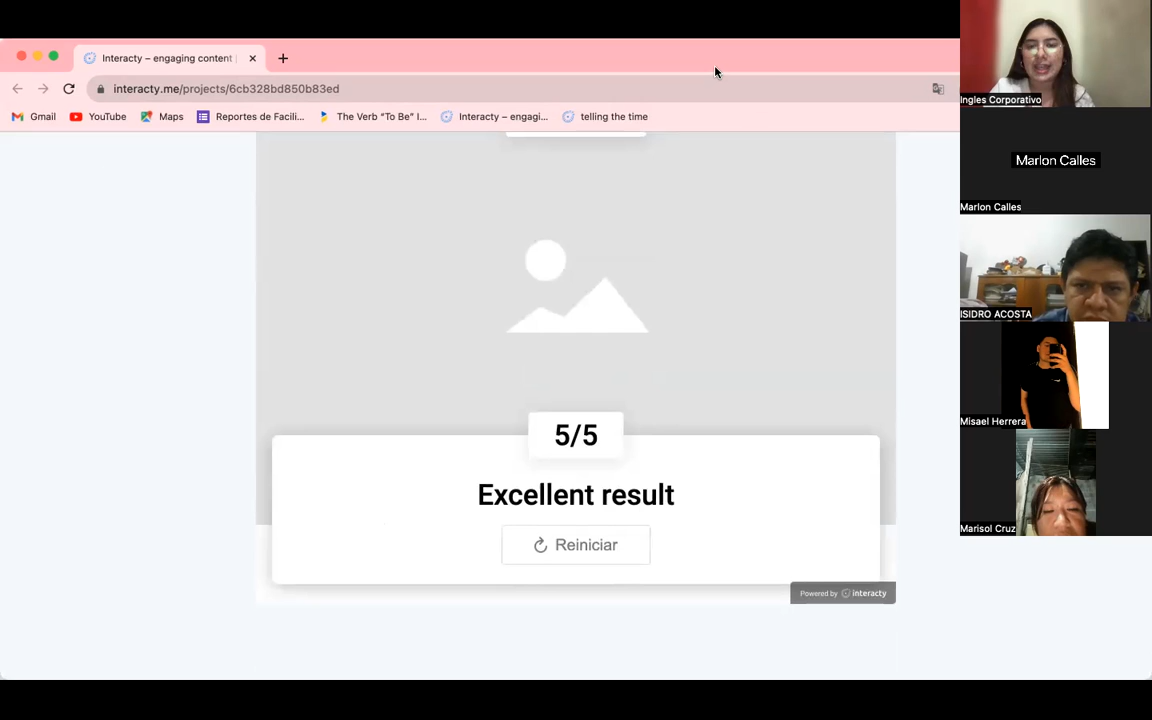 Interacty – engaging content
interacty.me/projects/6cb328bd850b83ed
Gmail
YouTube
Maps
Reportes de Facili...
The Verb “To Be” I...
Interacty – engagi...
telling the time
5/5
Excellent result
Reiniciar
Powered by interacty
Ingles Corporativo
Marlon Calles
Marlon Calles
ISIDRO ACOSTA
Misael Herrera
Marisol Cruz